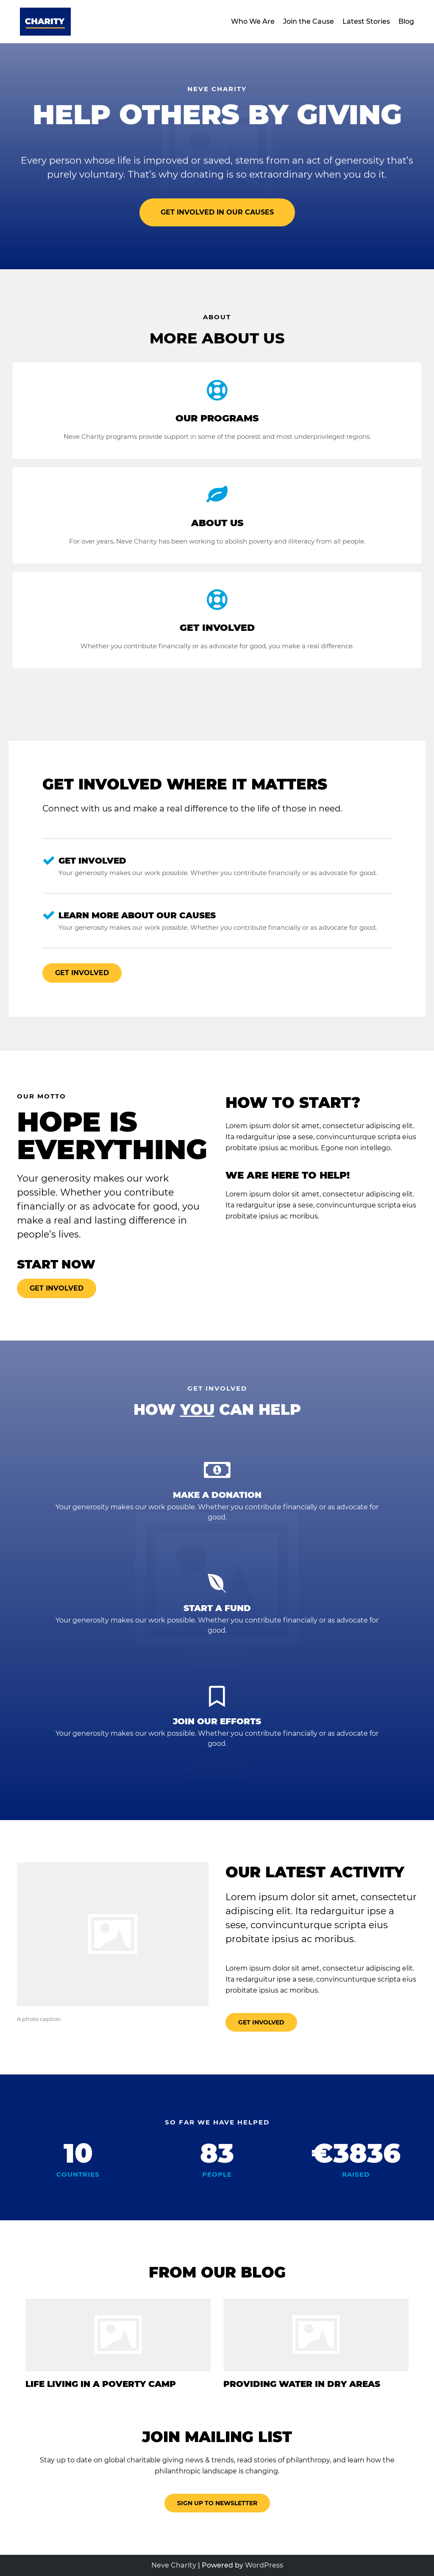 CHARITY
Who We Are Join the Cause Latest Stories Blog
NEVE CHARITY
HELP OTHERS BY GIVING
Every person whose life is improved or saved, stems from an act of generosity that's
purely voluntary. That's why donating is so extraordinary when you do it.
GET INVOLVED IN OUR CAUSES
ABOUT
MORE ABOUT US
OUR PROGRAMS
Neve Charity programs provide support in some of the poorest and most underprivileged regions.
ABOUT US
For over years, Neve Charity has been working to abolish poverty and illiteracy from all people.
GET INVOLVED
Whether you contribute financially or as advocate for good, you make a real difference.
GET INVOLVED WHERE IT MATTERS
Connect with us and make a real difference to the life of those in need.
GET INVOLVED
Your generosity makes our work possible. Whether you contribute financially or as advocate for good.
LEARN MORE ABOUT OUR CAUSES
Your generosity makes our work possible. Whether you contribute financially or as advocate for good.
GET INVOLVED
OUR MOTTO
HOPE IS
EVERYTHING
Your generosity makes our work
possible. Whether you contribute
financially or as advocate for good, you
make a real and lasting difference in
people's lives.
START NOW
GET INVOLVED
HOW TO START?
Lorem ipsum dolor sit amet, consectetur adipiscing elit.
Ita redarguitur ipse a sese, convincunturque scripta eius
probitate ipsius ac moribus. Egone non intellego.
WE ARE HERE TO HELP!
Lorem ipsum dolor sit amet, consectetur adipiscing elit.
Ita redarguitur ipse a sese, convincunturque scripta eius
probitate ipsius ac moribus.
GET INVOLVED
HOW YOU CAN HELP
MAKE A DONATION
Your generosity makes our work possible. Whether you contribute financially or as advocate for
good.
START A FUND
Your generosity makes our work possible. Whether you contribute financially or as advocate for
good.
JOIN OUR EFFORTS
Your generosity makes our work possible. Whether you contribute financially or as advocate for
good.
A photo caption
OUR LATEST ACTIVITY
Lorem ipsum dolor sit amet, consectetur
adipiscing elit. Ita redarguitur ipse a
sese, convincunturque scripta eius
probitate ipsius ac moribus.
Lorem ipsum dolor sit amet, consectetur adipiscing elit.
Ita redarguitur ipse a sese, convincunturque scripta eius
probitate ipsius ac moribus.
GET INVOLVED
SO FAR WE HAVE HELPED
10 83 €3836
COUNTRIES PEOPLE RAISED
FROM OUR BLOG
LIFE LIVING IN A POVERTY CAMP
PROVIDING WATER IN DRY AREAS
JOIN MAILING LIST
Stay up to date on global charitable giving news & trends, read stories of philanthropy, and learn how the
philanthropic landscape is changing.
SIGN UP TO NEWSLETTER
Neve Charity | Powered by WordPress